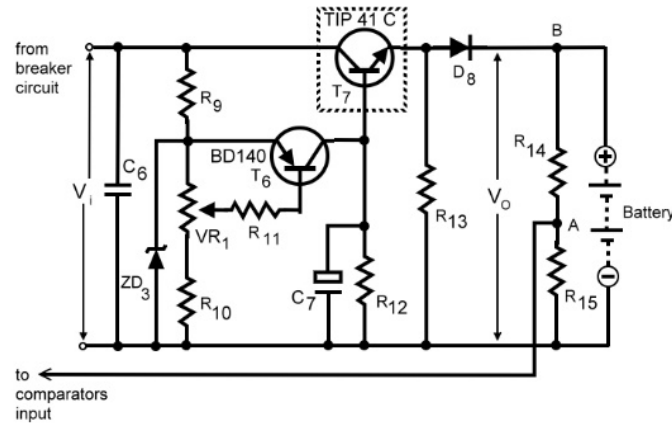 TIP 41 C
from
breaker
circuit
B
T7
D8
R9
R14
BD140
T6
C6
Vi
R13
VO
+
Battery
VR1
R11
A
ZD3
R10
C7
R12
R15
−
to
comparators
input